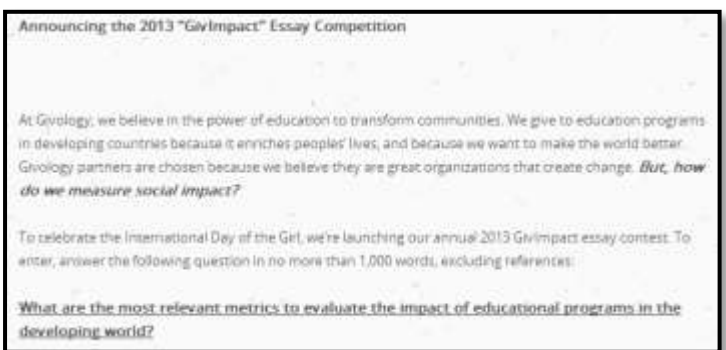 Announcing the 2013 "GivImpact" Essay Competition
At Givology, we believe in the power of education to transform communities. We give to education programs
in developing countries because it enriches peoples' lives, and because we want to make the world better.
Givology partners are chosen because we believe they are great organizations that create change. But, how
do we measure social impact?
To celebrate the International Day of the Girl, we're launching our annual 2013 GivImpact essay contest. To
enter, answer the following question in no more than 1,000 words, excluding references:
What are the most relevant metrics to evaluate the impact of educational programs in the
developing world?